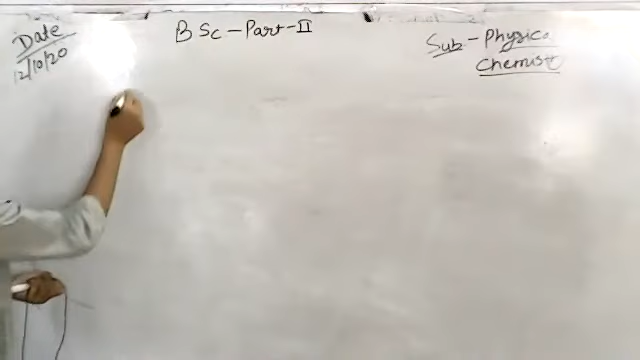 Date
12/10/20
B Sc - Part - II
Sub - Physica
Chemist